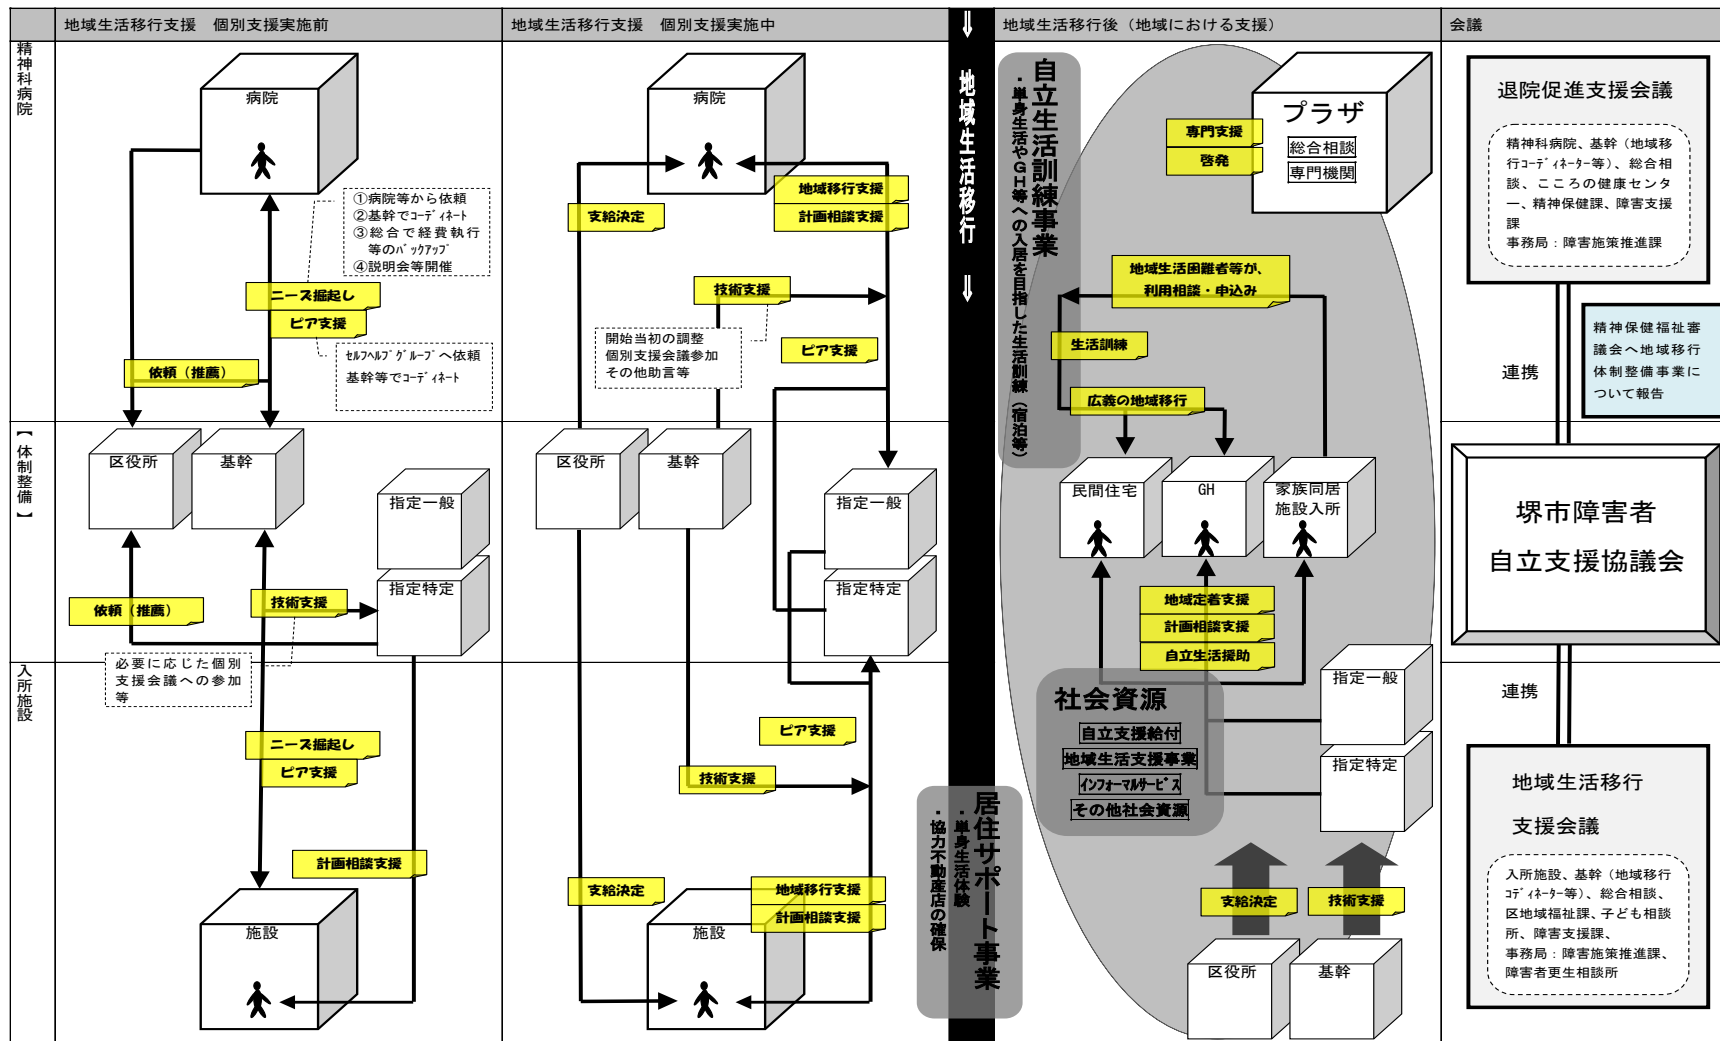 地域生活移行支援　個別支援実施前
地域生活移行支援　個別支援実施中
地域生活移行後（地域における支援）
会議
精神科病院
【体制整備】
入所施設
病院
①病院等から依頼
②基幹でコーディネート
③総合で経費執行
等のバックアップ
④説明会等開催
ニーズ掘起し
ピア支援
セルフヘルプグループへ依頼
基幹等でコーディネート
依頼（推薦）
区役所
基幹
指定一般
指定特定
依頼（推薦）
技術支援
必要に応じた個別
支援会議への参加
等
ニーズ掘起し
ピア支援
計画相談支援
施設
病院
支給決定
地域移行支援
計画相談支援
技術支援
開始当初の調整
個別支援会議参加
その他助言等
ピア支援
区役所
基幹
指定一般
指定特定
ピア支援
技術支援
支給決定
地域移行支援
計画相談支援
施設
⇓　地域生活移行　⇓
居住サポート事業
・単身生活体験
・協力不動産店の確保
自立生活訓練事業
・単身生活やＧＨ等への入居を目指した生活訓練（宿泊等）
プラザ
総合相談
専門機関
専門支援
啓発
地域生活困難者等が、
利用相談・申込み
生活訓練
広義の地域移行
民間住宅
GH
家族同居
施設入所
地域定着支援
計画相談支援
自立生活援助
社会資源
自立支援給付
地域生活支援事業
インフォーマルサービス
その他社会資源
指定一般
指定特定
支給決定
技術支援
区役所
基幹
退院促進支援会議
精神科病院、基幹（地域移
行コーディネーター等）、総合相
談、こころの健康センタ
ー、精神保健課、障害支援
課
事務局：障害施策推進課
連携
精神保健福祉審
議会へ地域移行
体制整備事業に
ついて報告
堺市障害者
自立支援協議会
連携
地域生活移行
支援会議
入所施設、基幹（地域移行
コディネーター等）、総合相談、
区地域福祉課、子ども相談
所、障害支援課、
事務局：障害施策推進課、
障害者更生相談所